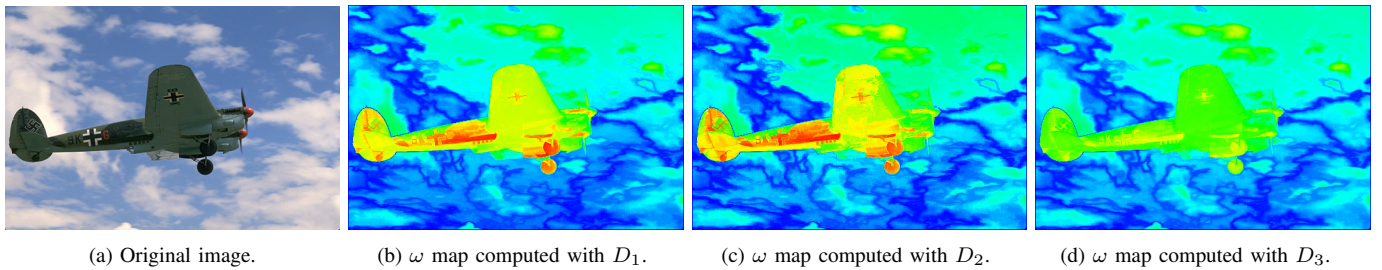 (a) Original image.
(b) ω map computed with D₁.
(c) ω map computed with D₂.
(d) ω map computed with D₃.